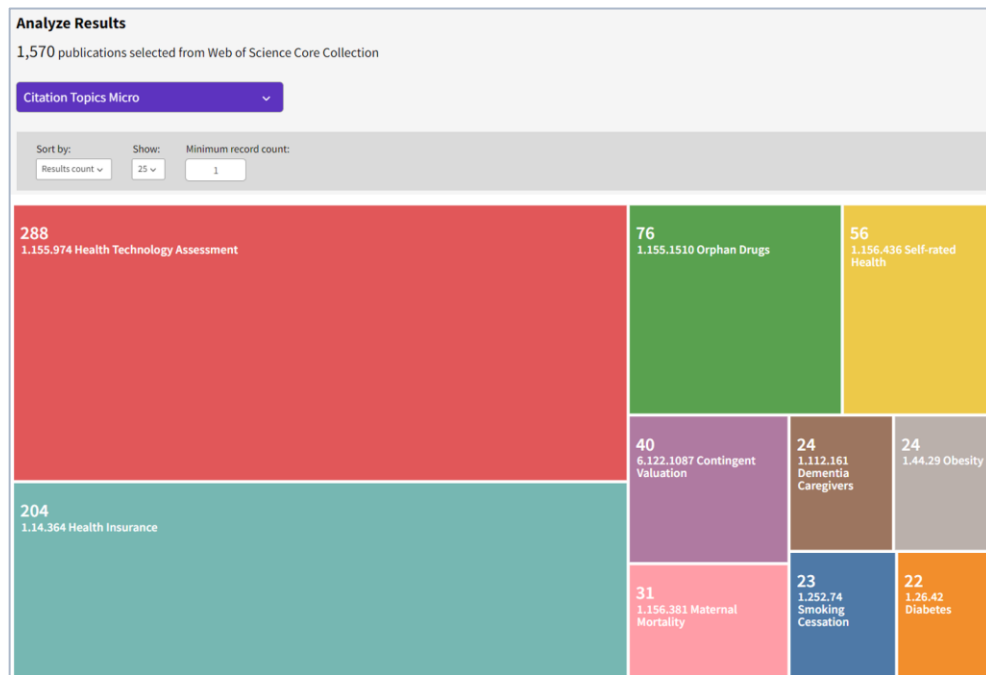 Analyze Results
1,570 publications selected from Web of Science Core Collection
Citation Topics Micro
Sort by:
Show:
Minimum record count:
Results count
25
1
288
1.155.974 Health Technology Assessment
76
1.155.1510 Orphan Drugs
56
1.156.436 Self-rated
Health
40
6.122.1087 Contingent
Valuation
24
1.112.161
Dementia
Caregivers
24
1.44.29 Obesity
204
1.14.364 Health Insurance
31
1.156.381 Maternal
Mortality
23
1.252.74
Smoking
Cessation
22
1.26.42
Diabetes